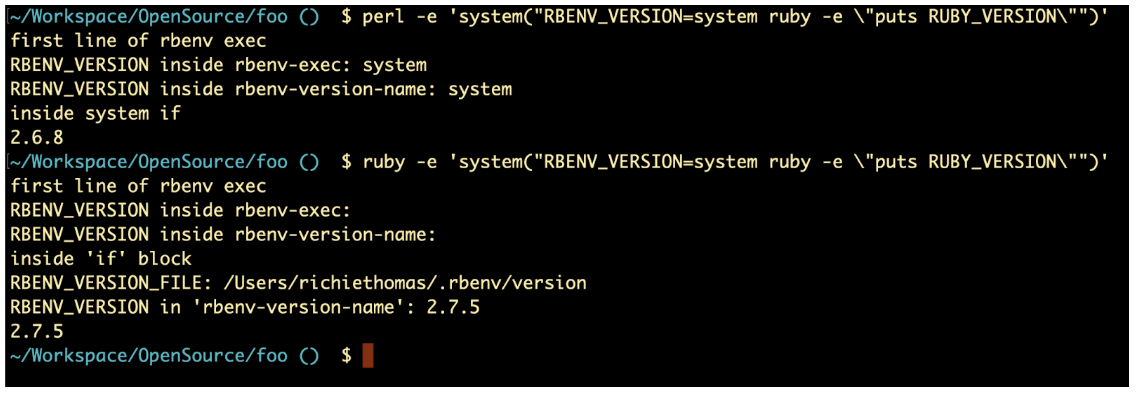 ~/Workspace/OpenSource/foo ()  $ perl -e 'system("RBENV_VERSION=system ruby -e \"puts RUBY_VERSION\"")'
first line of rbenv exec
RBENV_VERSION inside rbenv-exec: system
RBENV_VERSION inside rbenv-version-name: system
inside system if
2.6.8
~/Workspace/OpenSource/foo ()  $ ruby -e 'system("RBENV_VERSION=system ruby -e \"puts RUBY_VERSION\"")'
first line of rbenv exec
RBENV_VERSION inside rbenv-exec:
RBENV_VERSION inside rbenv-version-name:
inside 'if' block
RBENV_VERSION_FILE: /Users/richiethomas/.rbenv/version
RBENV_VERSION in 'rbenv-version-name': 2.7.5
2.7.5
~/Workspace/OpenSource/foo ()  $